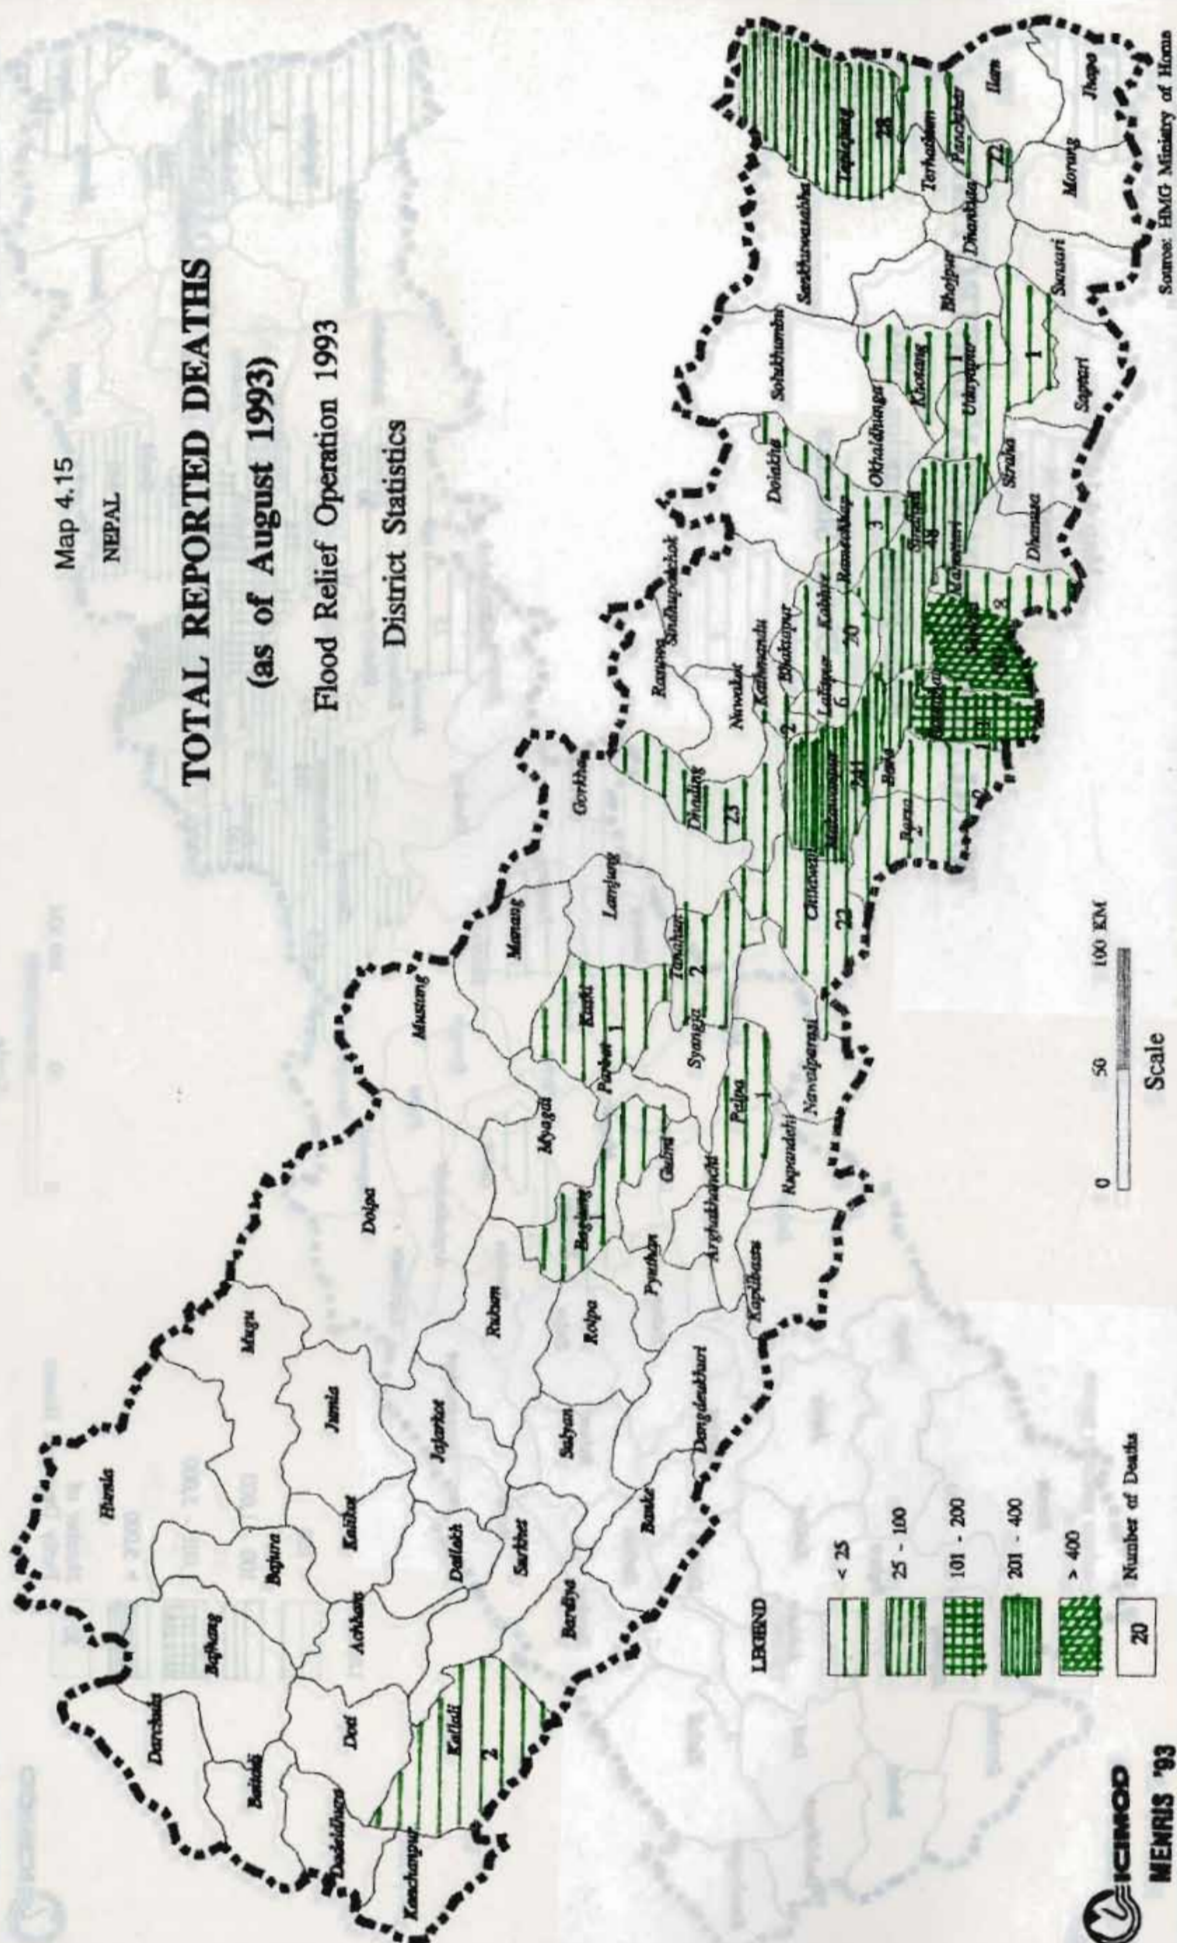 Map 4.15
NEPAL
TOTAL REPORTED DEATHS
(as of August 1993)
Flood Relief Operation 1993
District Statistics
Humla
Darchula
Bajhang
Mugu
Baitadi
Bajura
Jumla
Dolpa
Doti
Achham
Kalikot
Mustang
Dadeldhura
Jajarkot
Manang
Kanchanpur
Kailali
2
Dailekh
Rukum
Myagdi
Gorkha
Surkhet
Salyan
Rolpa
Baglung
1
Parbat
Kaski
1
Lamjung
Bardiya
Banke
Pyuthan
Gulmi
Syangja
Tanahun
2
Dhading
23
Rasuwa
Sindhupalchok
Nuwakot
Dangdeukhuri
Arghakhanchi
Palpa
1
Kathmandu
2
Bhaktapur
Dolakha
Solukhumbu
Sankhuwasabha
Taplejung
28
Kapilbastu
Rupandehi
Nawalparasi
Chitawan
22
Makawanpur
241
Lalitpur
6
Kabhre
20
Ramechhap
3
Okhaldhunga
Khotang
1
Bhojpur
Terhathum
Panchthar
22
Dhankuta
Ilam
Parsa
2
Bara
Sindhuli
48
Mahottari
8
Udayapur
1
Siraha
Dhanusa
Saptari
Sunsari
Morang
Jhapa
LEGEND
< 25
25 - 100
101 - 200
201 - 400
> 400
20
Number of Deaths
0
50
100 KM
Scale
Source: HMG Ministry of Home
ICIMOD
MENRIS '93